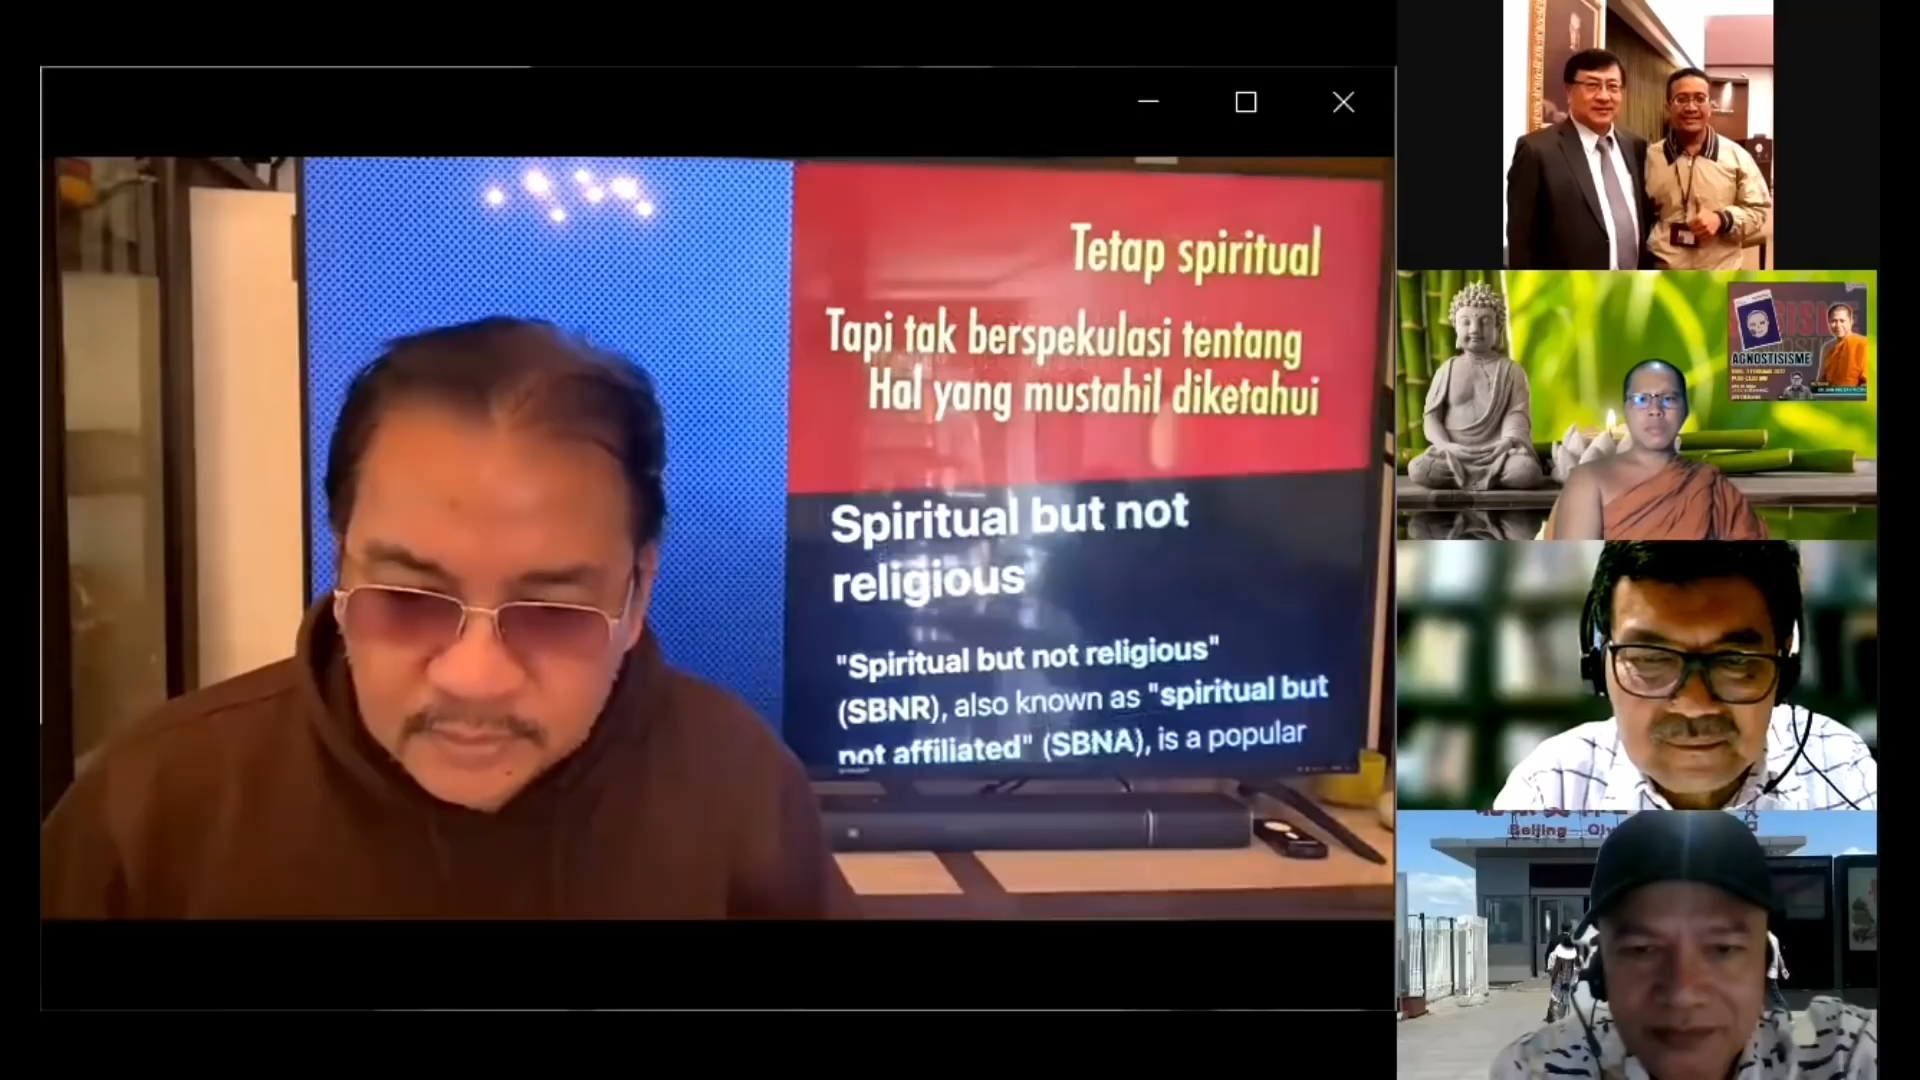 Tetap spiritual
Tapi tak berspekulasi tentang
Hal yang mustahil diketahui
Spiritual but not
religious
"Spiritual but not religious"
(SBNR), also known as "spiritual but
not affiliated" (SBNA), is a popular
AGNOSTISISME
Beijing